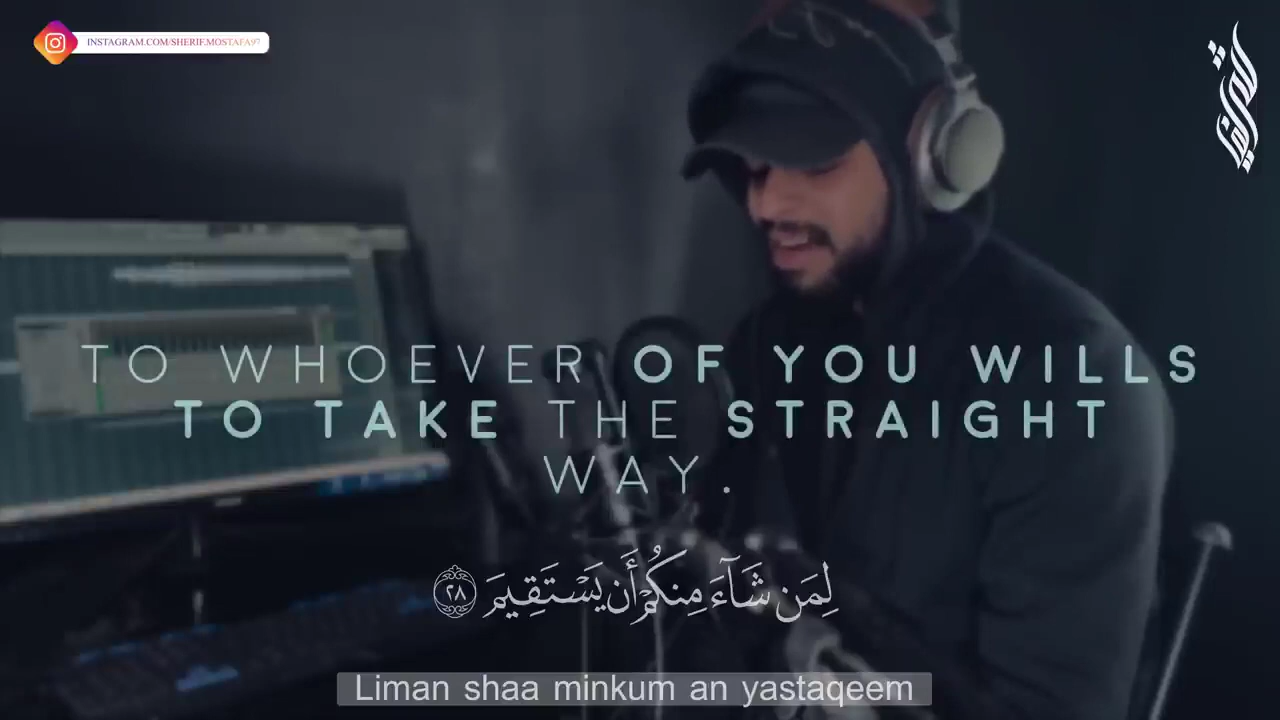 INSTAGRAM.COM/SHERIF.MOSTAFA97
TO WHOEVER OF YOU WILLS
TO TAKE THE STRAIGHT
WAY.
لِمَن شَآءَ مِنكُمْ أَن يَسْتَقِيمَ ٢٨
Liman shaa minkum an yastaqeem